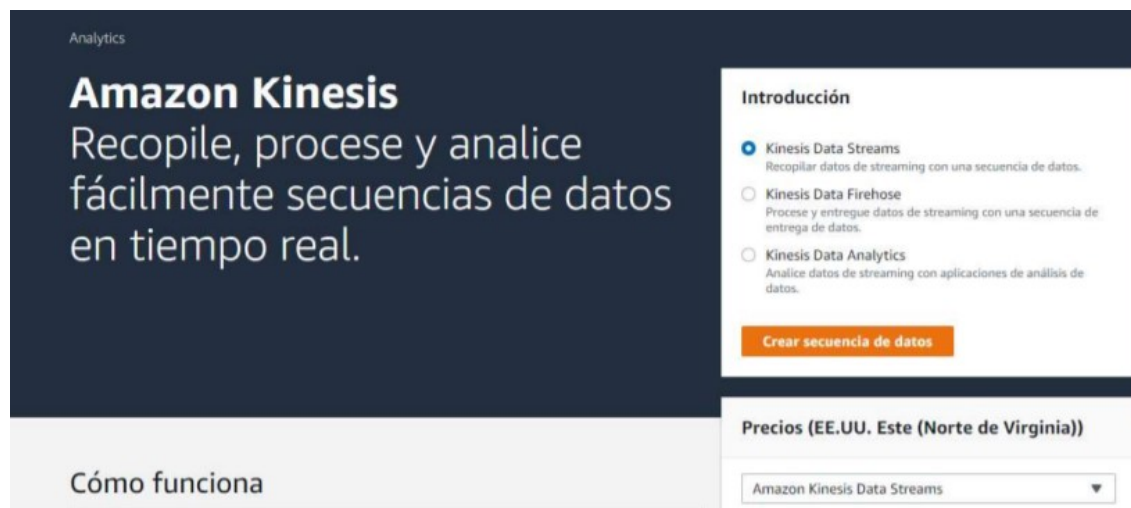 Analytics
Amazon Kinesis
Recopile, procese y analice
fácilmente secuencias de datos
en tiempo real.
Introducción
Kinesis Data Streams
Recopilar datos de streaming con una secuencia de datos.
Kinesis Data Firehose
Procese y entregue datos de streaming con una secuencia de
entrega de datos.
Kinesis Data Analytics
Analice datos de streaming con aplicaciones de análisis de
datos.
Crear secuencia de datos
Precios (EE.UU. Este (Norte de Virginia))
Amazon Kinesis Data Streams
Cómo funciona